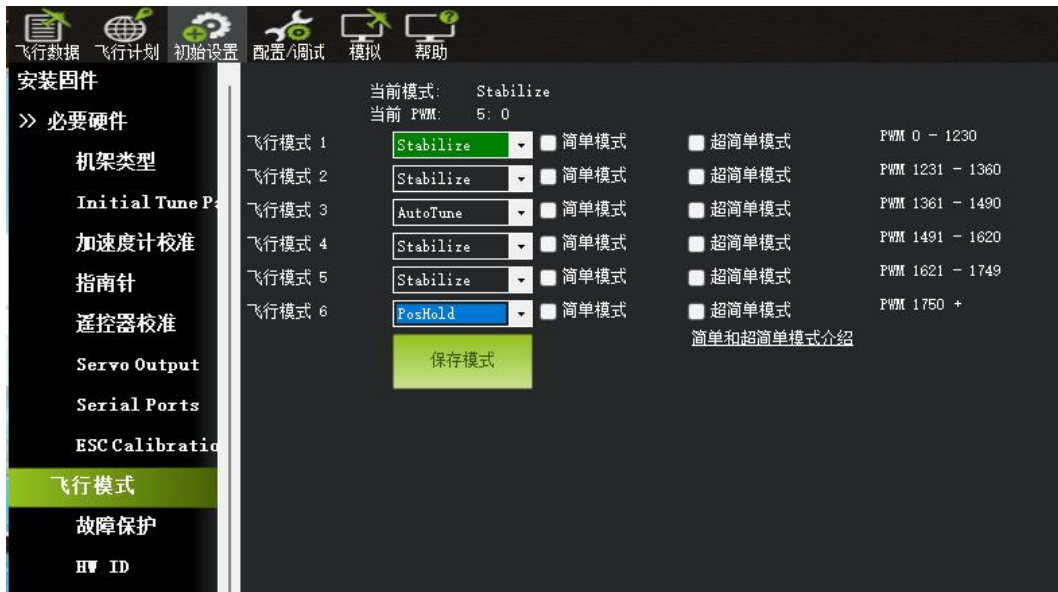 飞行数据 飞行计划 初始设置 配置/调试 模拟 帮助
安装固件
>> 必要硬件
机架类型
Initial Tune Pa
加速度计校准
指南针
遥控器校准
Servo Output
Serial Ports
ESC Calibratio
飞行模式
故障保护
HW ID
当前模式: Stabilize
当前 PWM: 5: 0
飞行模式 1 Stabilize 简单模式 超简单模式 PWM 0 - 1230
飞行模式 2 Stabilize 简单模式 超简单模式 PWM 1231 - 1360
飞行模式 3 AutoTune 简单模式 超简单模式 PWM 1361 - 1490
飞行模式 4 Stabilize 简单模式 超简单模式 PWM 1491 - 1620
飞行模式 5 Stabilize 简单模式 超简单模式 PWM 1621 - 1749
飞行模式 6 PosHold 简单模式 超简单模式 PWM 1750 +
简单和超简单模式介绍
保存模式